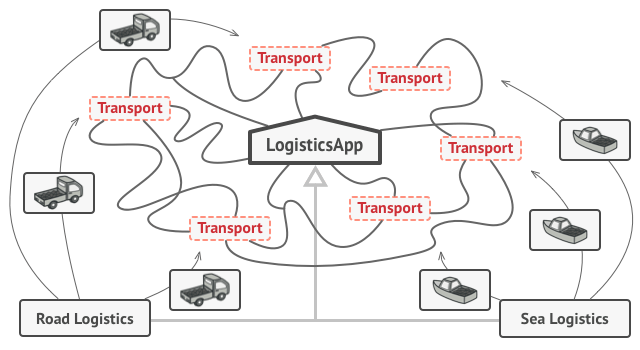 Transport
Transport
Transport
LogisticsApp
Transport
Transport
Transport
Road Logistics
Sea Logistics